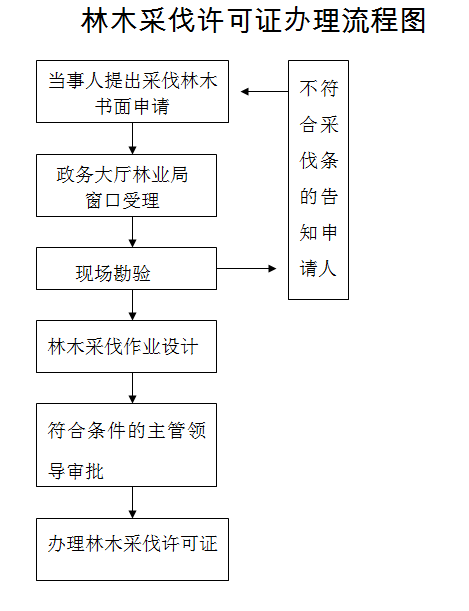 林木采伐许可证办理流程图
当事人提出采伐林木
书面申请
不符
合采
伐条
的告
知申
请人
政务大厅林业局
窗口受理
现场勘验
林木采伐作业设计
符合条件的主管领
导审批
办理林木采伐许可证